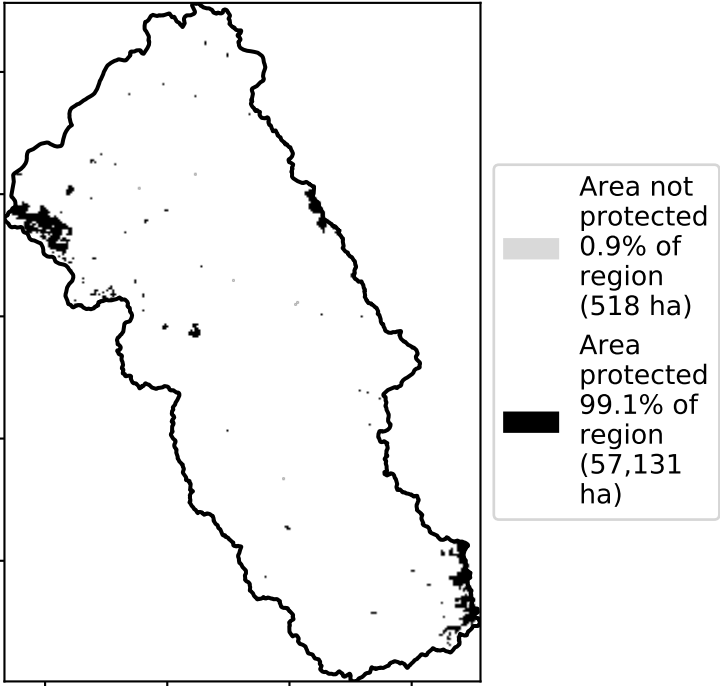 Area not
protected
0.9% of
region
(518 ha)
Area
protected
99.1% of
region
(57,131
ha)